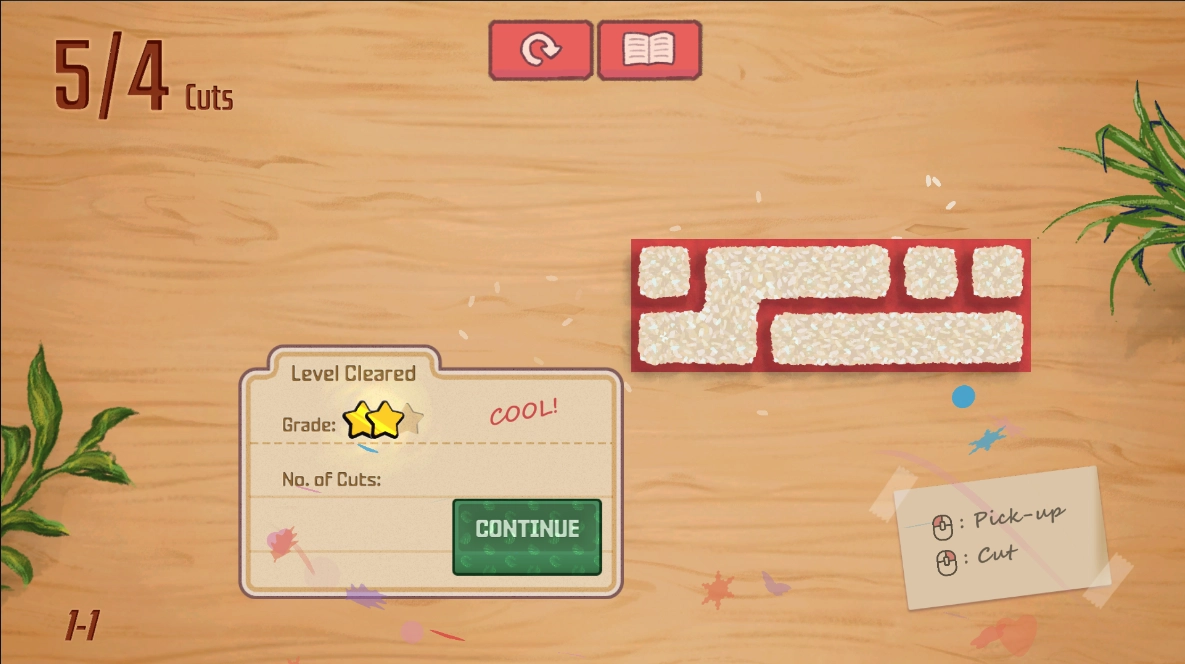 5/4 Cuts
Level Cleared
Grade:
COOL!
No. of Cuts:
CONTINUE
: Pick-up
: Cut
1-1